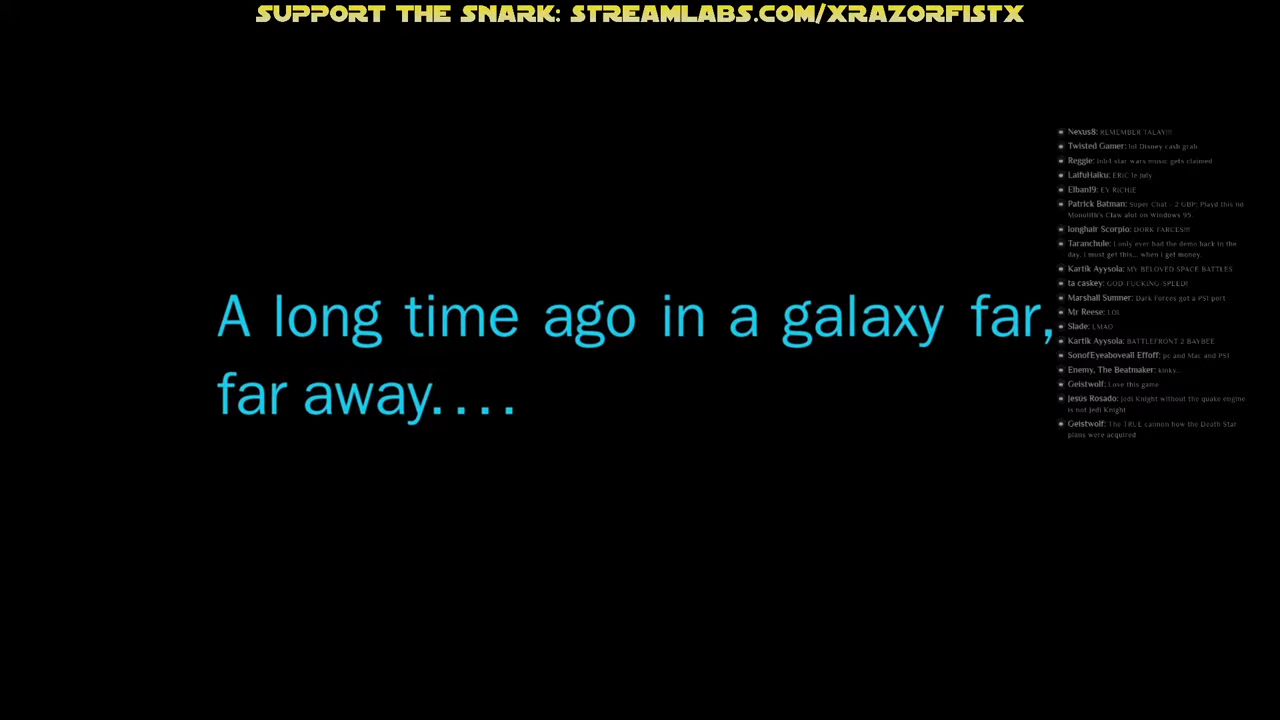 SUPPORT THE SNARK: STREAMLABS.COM/XRAZORFISTX
A long time ago in a galaxy far,
far away....
Nexus8: REMEMBER TALAY!!!
Twisted Gamer: lol Disney cash grab
Reggie: lol star wars music gets claimed
LaifuHaiku: ERIC le July
Elban19: EY RICHIE
Patrick Batman: Super Chat - 2 GBP: Playd this nd
Monolith's Claw alot on Windows 95.
longhair Scorpio: DORK FARCES!!!
Taranchule: I only ever had the demo back in the
day, i must get this... when i get money.
Kartik Ayysola: MY BELOVED SPACE BATTLES
ta caskey: GOD FUCKING-SPEED!
Marshall Sumner: Dark Forces got a PS1 port
Mr Reese: LOL
Slade: LMAO
Kartik Ayysola: BATTLEFRONT 2 BAYBEE
SonofEyeaboveall Effoff: pc and Mac and PS1
Enemy, The Beatmaker: kinky...
Geistwolf: Love this game
Jesús Rosado: Jedi Knight without the quake engine
is not Jedi Knight
Geistwolf: The TRUE cannon how the Death Star
plans were acquired